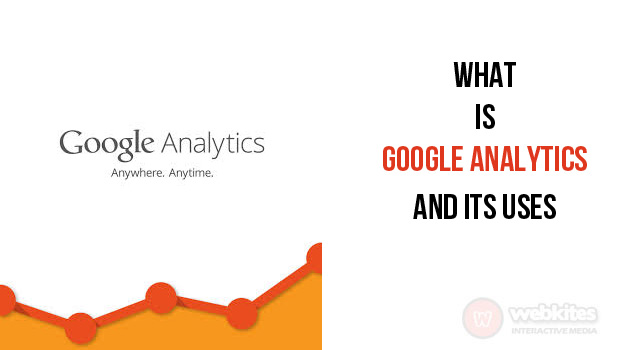 Google Analytics
Anywhere. Anytime.
WHAT
IS
GOOGLE ANALYTICS
AND ITS USES
w
webkites
INTERACTIVE MEDIA